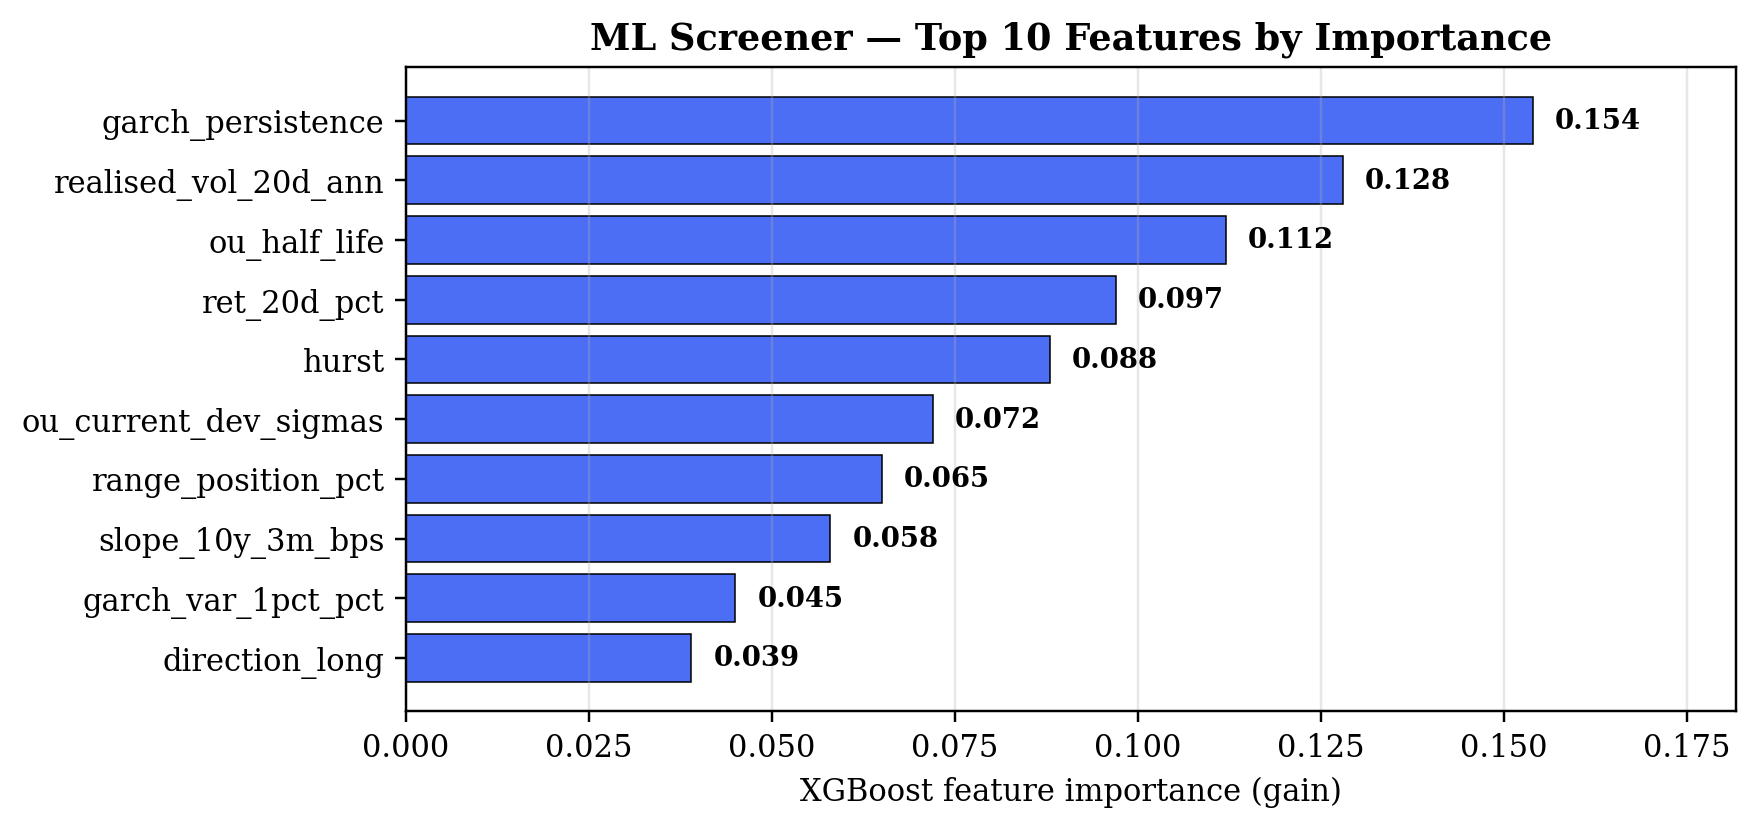 ML Screener — Top 10 Features by Importance
garch_persistence 0.154
realised_vol_20d_ann 0.128
ou_half_life 0.112
ret_20d_pct 0.097
hurst 0.088
ou_current_dev_sigmas 0.072
range_position_pct 0.065
slope_10y_3m_bps 0.058
garch_var_1pct_pct 0.045
direction_long 0.039
0.000 0.025 0.050 0.075 0.100 0.125 0.150 0.175
XGBoost feature importance (gain)